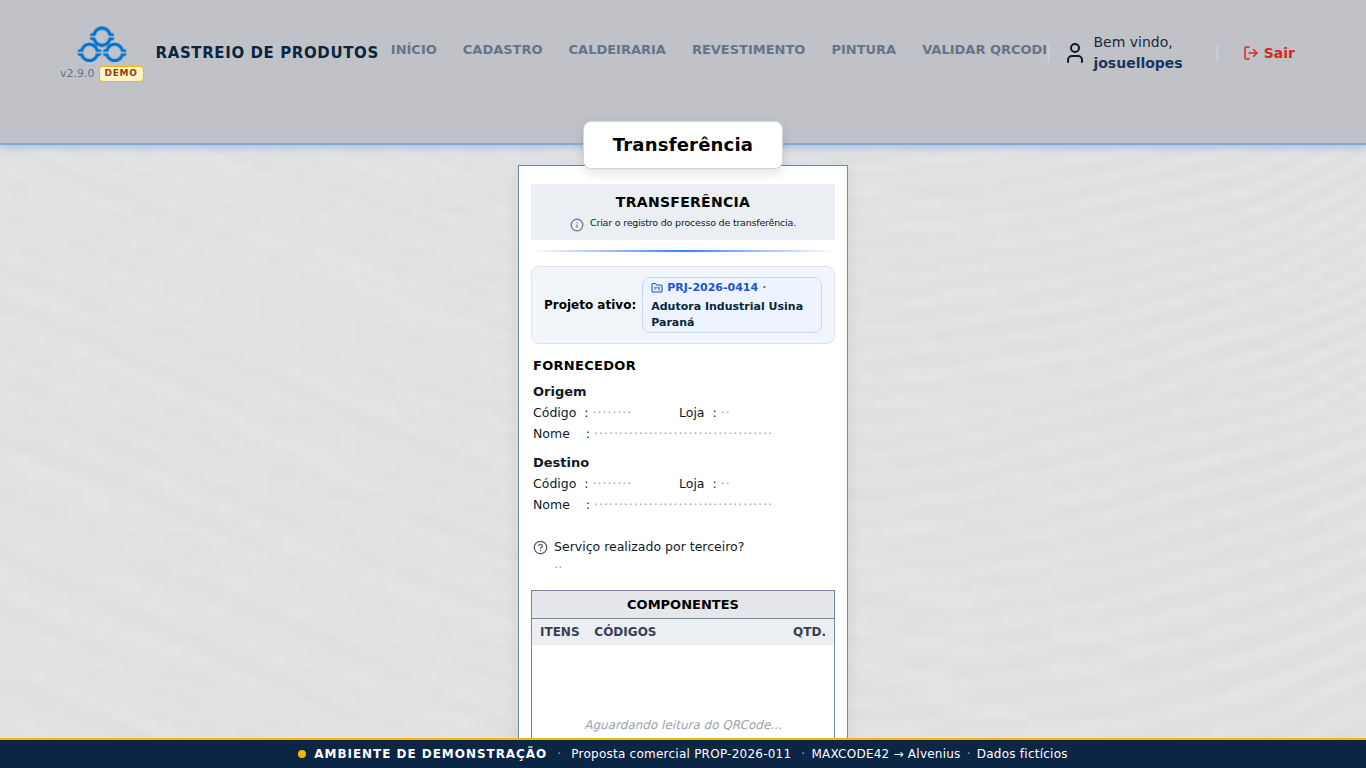 v2.9.0 DEMO
RASTREIO DE PRODUTOS
INÍCIO CADASTRO CALDEIRARIA REVESTIMENTO PINTURA VALIDAR QRCODE
Bem vindo,
josuellopes
Sair
Transferência
TRANSFERÊNCIA
Criar o registro do processo de transferência.
Projeto ativo:
PRJ-2026-0414 ·
Adutora Industrial Usina
Paraná
FORNECEDOR
Origem
Código : ········ Loja : ··
Nome : ····································
Destino
Código : ········ Loja : ··
Nome : ····································
Serviço realizado por terceiro?
··
COMPONENTES
ITENS CÓDIGOS QTD.
Aguardando leitura do QRCode...
AMBIENTE DE DEMONSTRAÇÃO · Proposta comercial PROP-2026-011 · MAXCODE42 → Alvenius · Dados fictícios